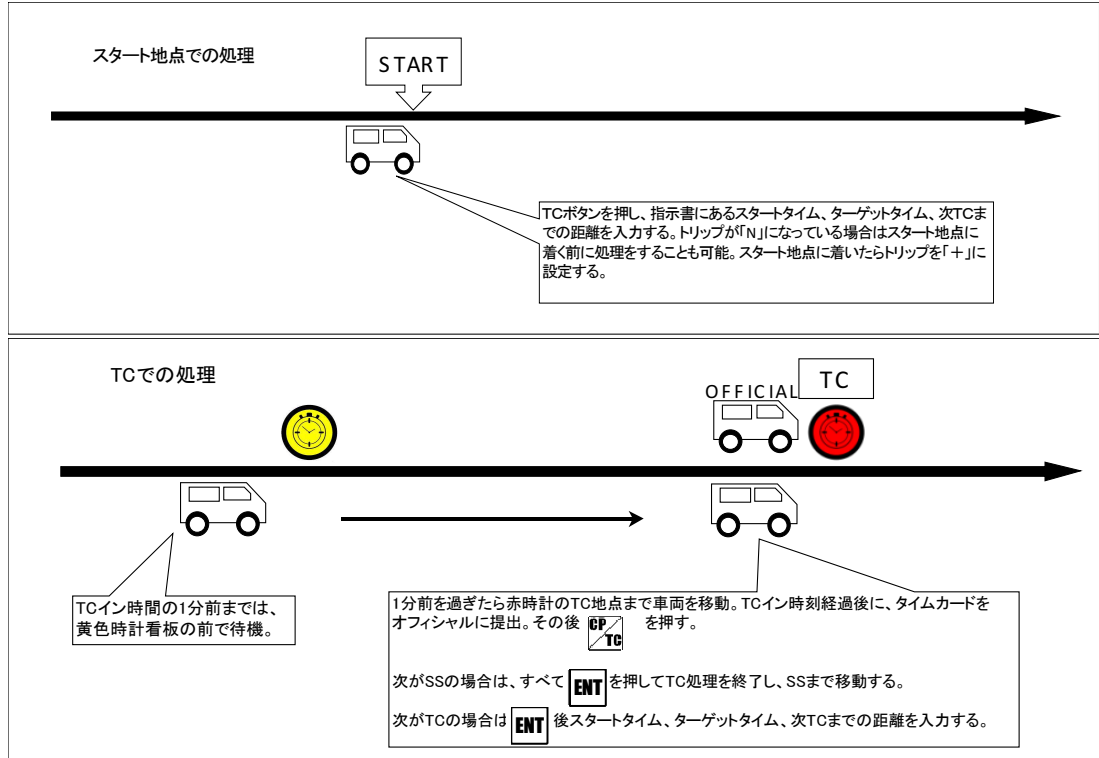 スタート地点での処理
START
TCボタンを押し、指示書にあるスタートタイム、ターゲットタイム、次TCま
での距離を入力する。トリップが「N」になっている場合はスタート地点に
着く前に処理をすることも可能。スタート地点に着いたらトリップを「＋」に
設定する。
TCでの処理
OFFICIAL
TC
TCイン時間の1分前までは、
黄色時計看板の前で待機。
1分前を過ぎたら赤時計のTC地点まで車両を移動。TCイン時刻経過後に、タイムカードを
オフィシャルに提出。その後 CP/TC を押す。
次がSSの場合は、すべて ENT を押してTC処理を終了し、SSまで移動する。
次がTCの場合は ENT 後スタートタイム、ターゲットタイム、次TCまでの距離を入力する。